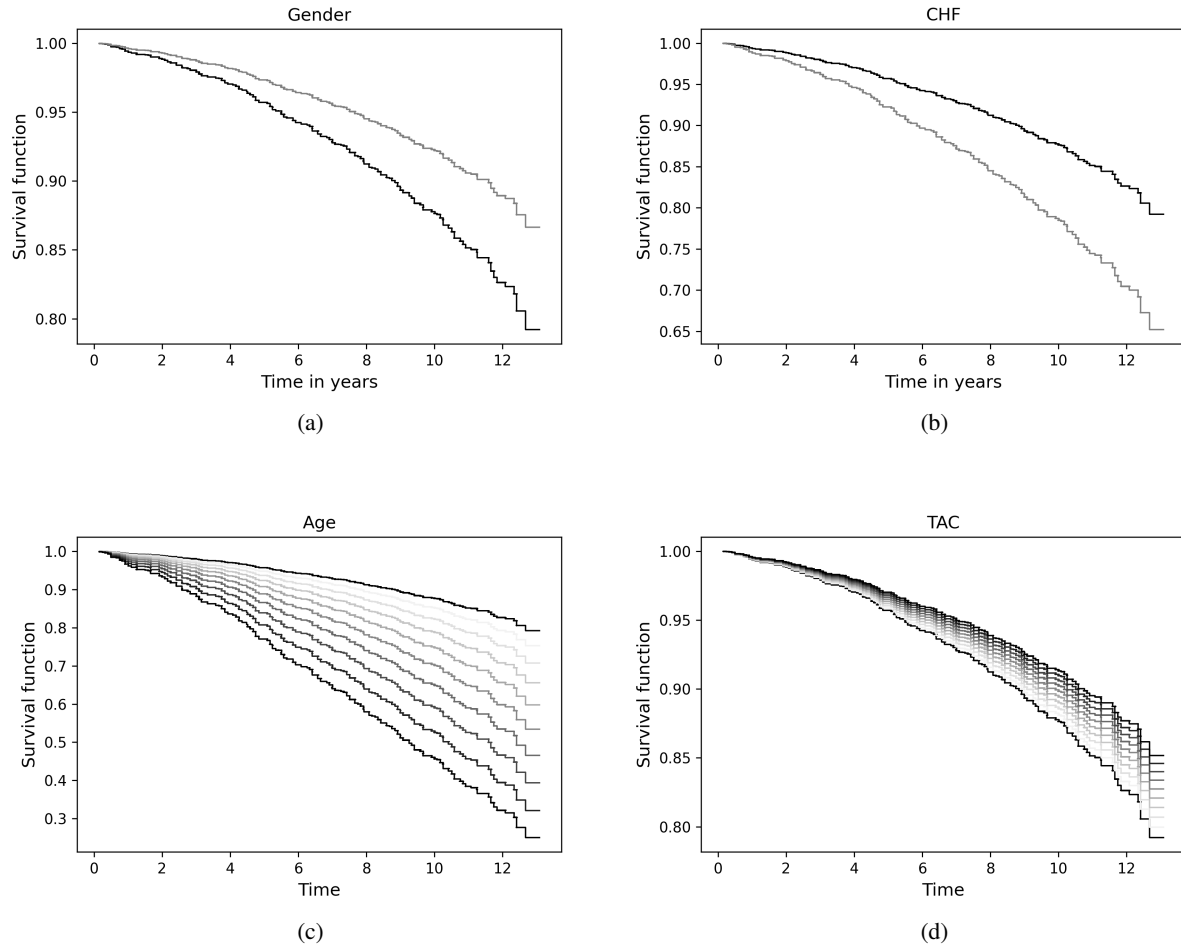 Gender
1.00
0.95
0.90
0.85
0.80
Survival function
0 2 4 6 8 10 12
Time in years
(a)
CHF
1.00
0.95
0.90
0.85
0.80
0.75
0.70
0.65
Survival function
0 2 4 6 8 10 12
Time in years
(b)
Age
1.0
0.9
0.8
0.7
0.6
0.5
0.4
0.3
Survival function
0 2 4 6 8 10 12
Time
(c)
TAC
1.00
0.95
0.90
0.85
0.80
Survival function
0 2 4 6 8 10 12
Time
(d)